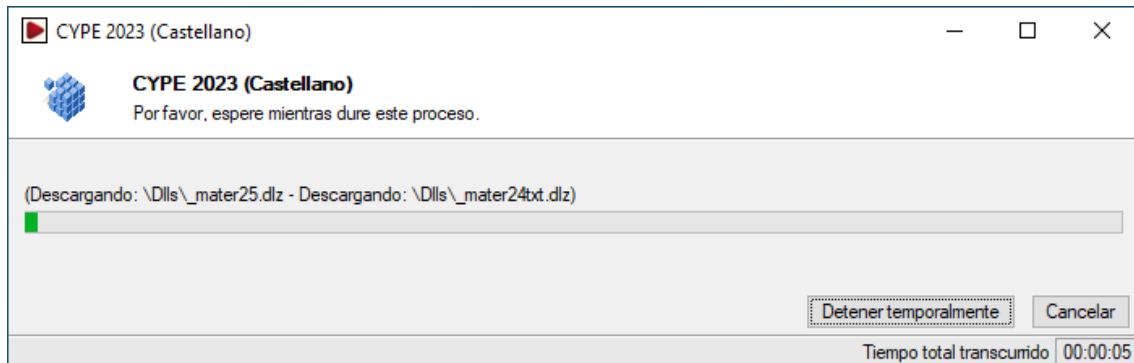 CYPE 2023 (Castellano)
CYPE 2023 (Castellano)
Por favor, espere mientras dure este proceso.
(Descargando: \Dlls\_mater25.dlz - Descargando: \Dlls\_mater24txt.dlz)
Detener temporalmente Cancelar
Tiempo total transcurrido 00:00:05